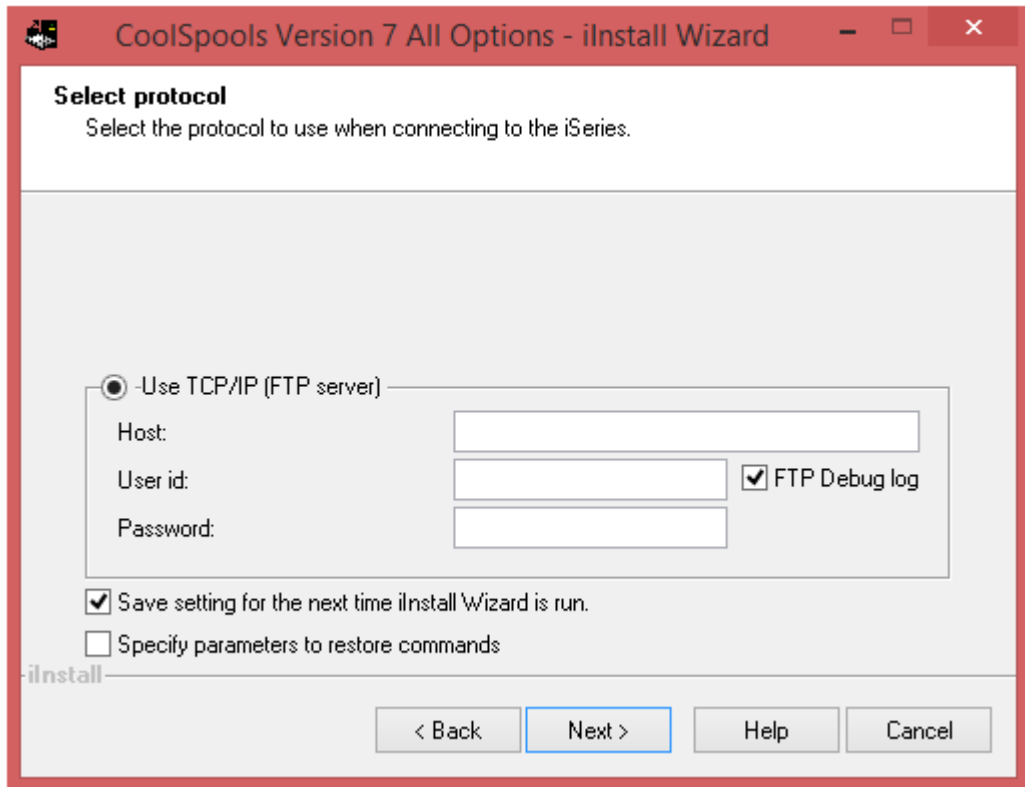 CoolSpools Version 7 All Options - iInstall Wizard
Select protocol
Select the protocol to use when connecting to the iSeries.
-Use TCP/IP (FTP server)
Host:
User id:
FTP Debug log
Password:
Save setting for the next time iInstall Wizard is run.
Specify parameters to restore commands
iInstall
< Back
Next >
Help
Cancel